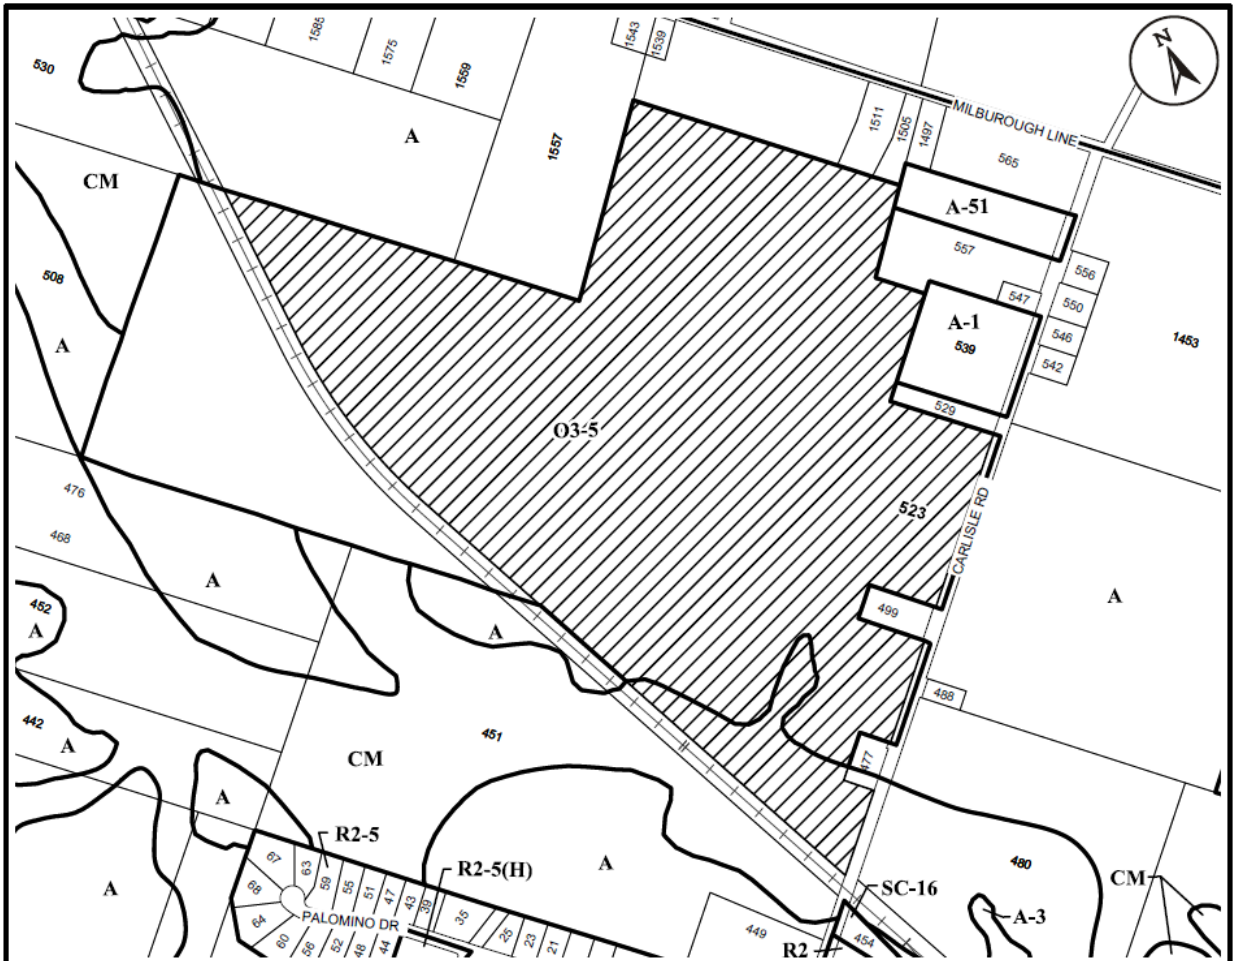 1585
1575
1559
1543
1539
N
530
A
1557
1511
1505
1497
MILBOROUGH LINE
565
CM
A-51
557
508
556
547
550
A-1
539
546
1453
542
A
529
O3-5
476
523
468
CARLISLE RD
A
452
A
A
499
A
488
442
A
451
CM
477
A
R2-5
67
63
59
55
51
47
43
39
R2-5(H)
A
480
CM
68
A
SC-16
64
PALOMINO DR
35
A-3
60
56
52
48
44
25
23
21
449
454
R2